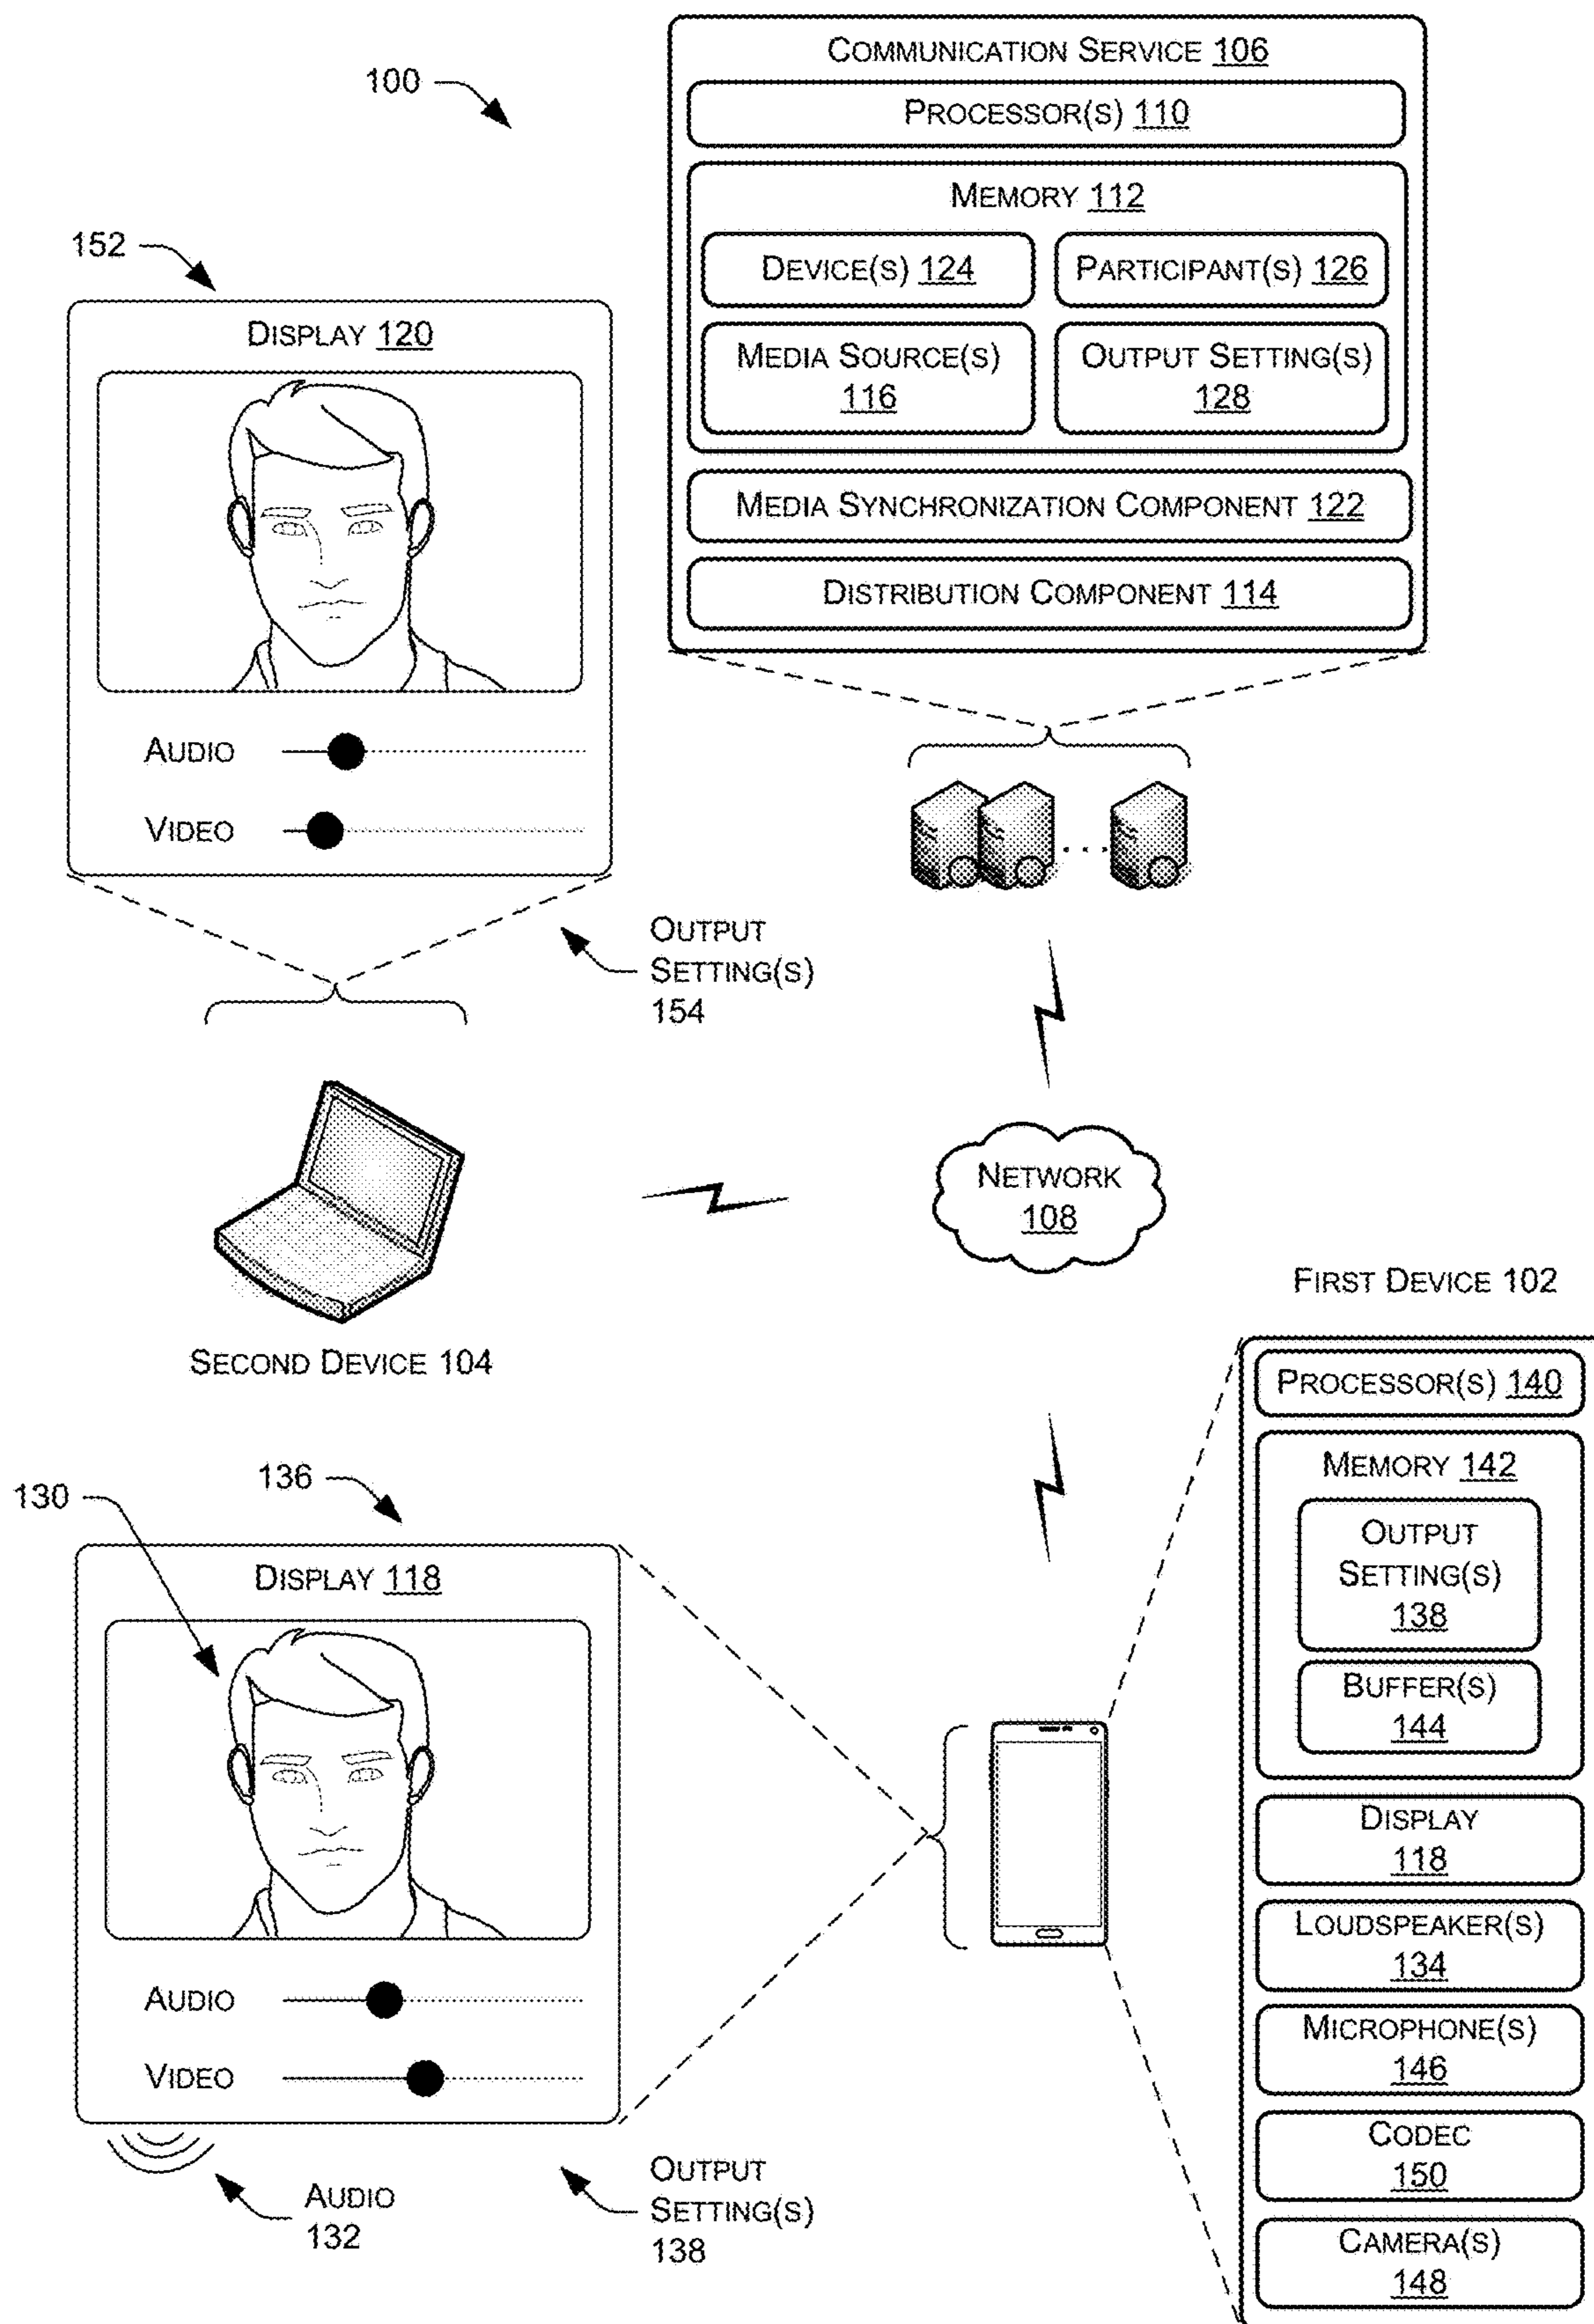 100
COMMUNICATION SERVICE 106
PROCESSOR(S) 110
MEMORY 112
DEVICE(S) 124
PARTICIPANT(S) 126
MEDIA SOURCE(S)
116
OUTPUT SETTING(S)
128
MEDIA SYNCHRONIZATION COMPONENT 122
DISTRIBUTION COMPONENT 114
152
DISPLAY 120
AUDIO
VIDEO
OUTPUT
SETTING(S)
154
SECOND DEVICE 104
NETWORK
108
FIRST DEVICE 102
PROCESSOR(S) 140
MEMORY 142
OUTPUT
SETTING(S)
138
BUFFER(S)
144
DISPLAY
118
LOUDSPEAKER(S)
134
MICROPHONE(S)
146
CODEC
150
CAMERA(S)
148
130
136
DISPLAY 118
AUDIO
VIDEO
AUDIO
132
OUTPUT
SETTING(S)
138